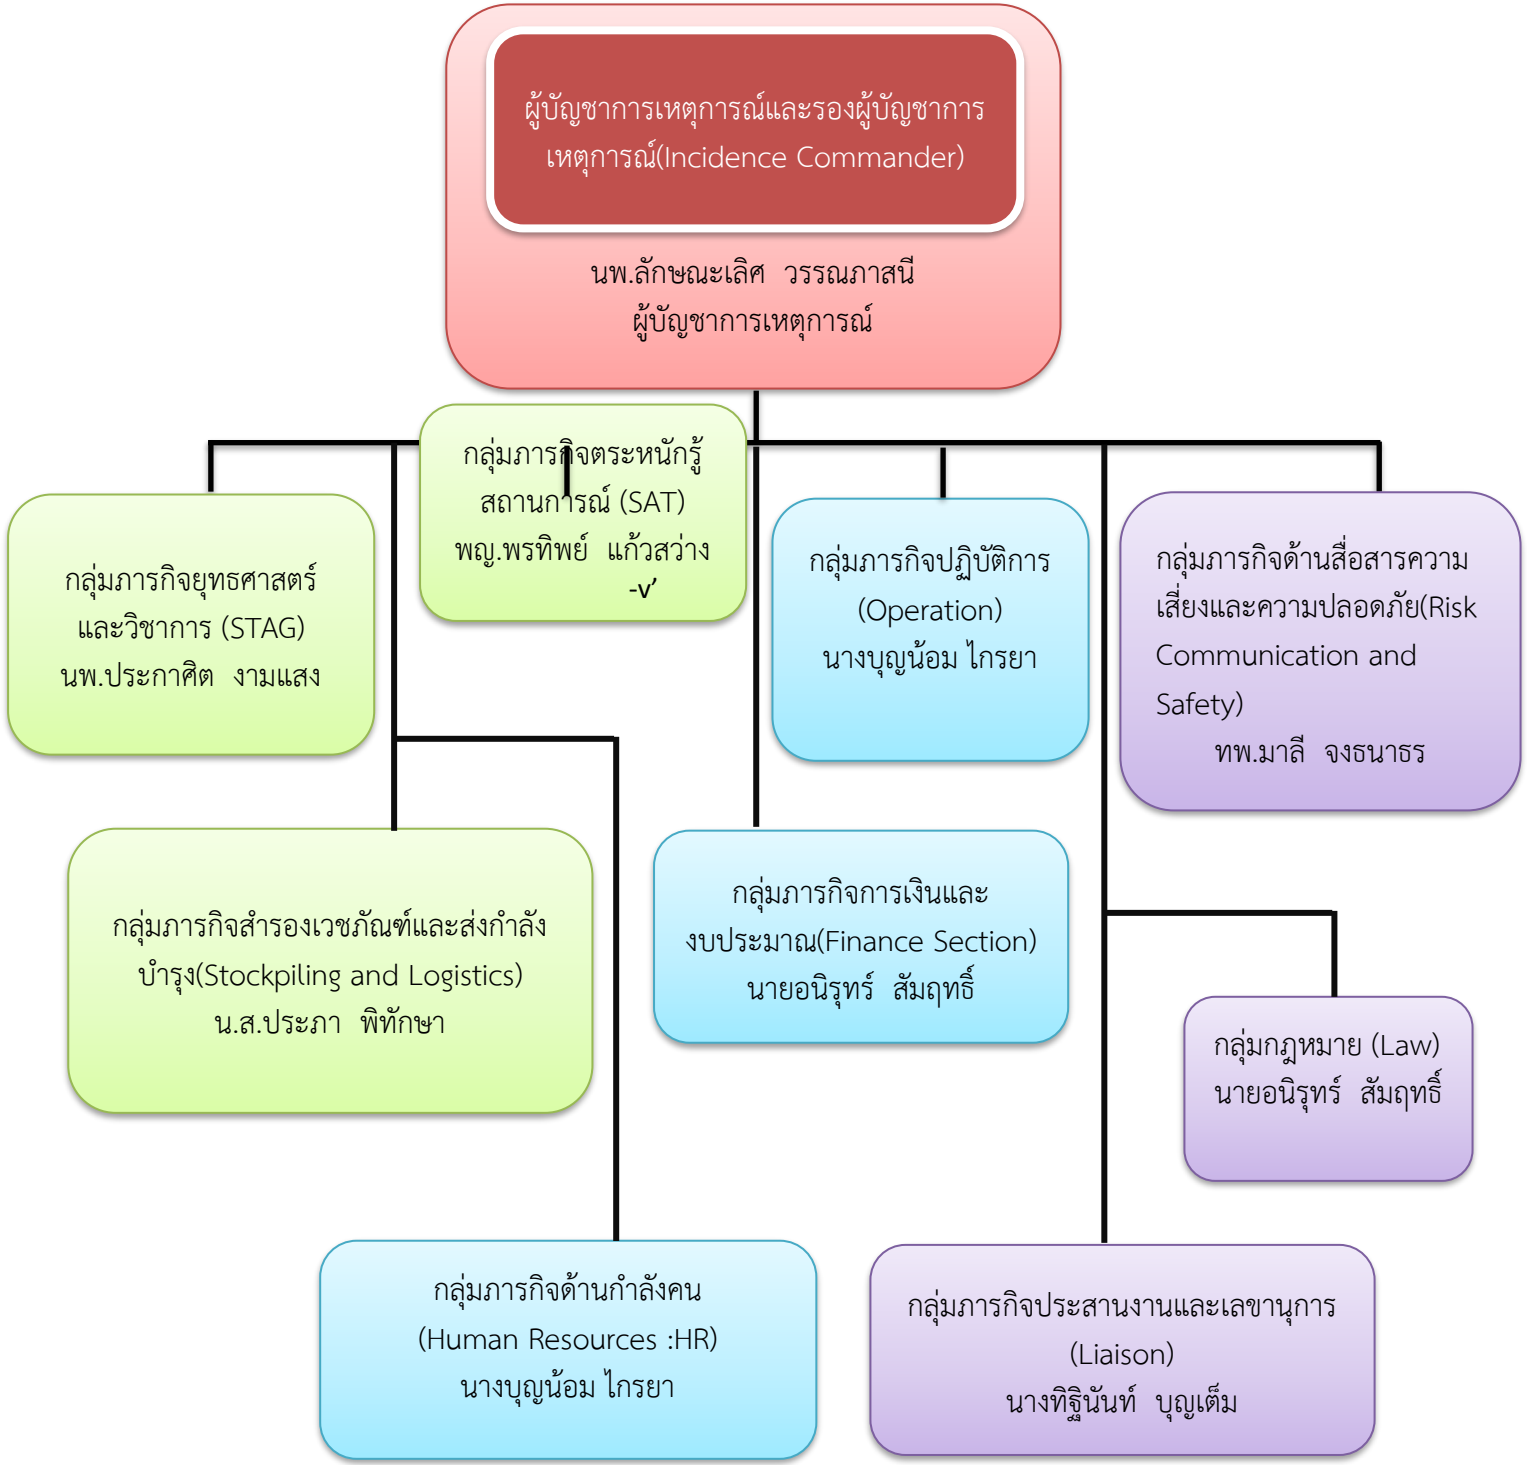 ผู้บัญชาการเหตุการณ์และรองผู้บัญชาการ
เหตุการณ์(Incidence Commander)
นพ.ลักษณะเลิศ วรรณภาสนี
ผู้บัญชาการเหตุการณ์
กลุ่มภารกิจตระหนักรู้
สถานการณ์ (SAT)
พญ.พรทิพย์ แก้วสว่าง
-v’
กลุ่มภารกิจยุทธศาสตร์
และวิชาการ (STAG)
นพ.ประกาศิต งามแสง
กลุ่มภารกิจปฏิบัติการ
(Operation)
นางบุญน้อม ไกรยา
กลุ่มภารกิจด้านสื่อสารความ
เสี่ยงและความปลอดภัย(Risk
Communication and
Safety)
ทพ.มาลี จงธนาธร
กลุ่มภารกิจสำรองเวชภัณฑ์และส่งกำลัง
บำรุง(Stockpiling and Logistics)
น.ส.ประภา พิทักษา
กลุ่มภารกิจการเงินและ
งบประมาณ(Finance Section)
นายอนิรุทร์ สัมฤทธิ์
กลุ่มกฎหมาย (Law)
นายอนิรุทร์ สัมฤทธิ์
กลุ่มภารกิจด้านกำลังคน
(Human Resources :HR)
นางบุญน้อม ไกรยา
กลุ่มภารกิจประสานงานและเลขานุการ
(Liaison)
นางทิฐินันท์ บุญเต็ม